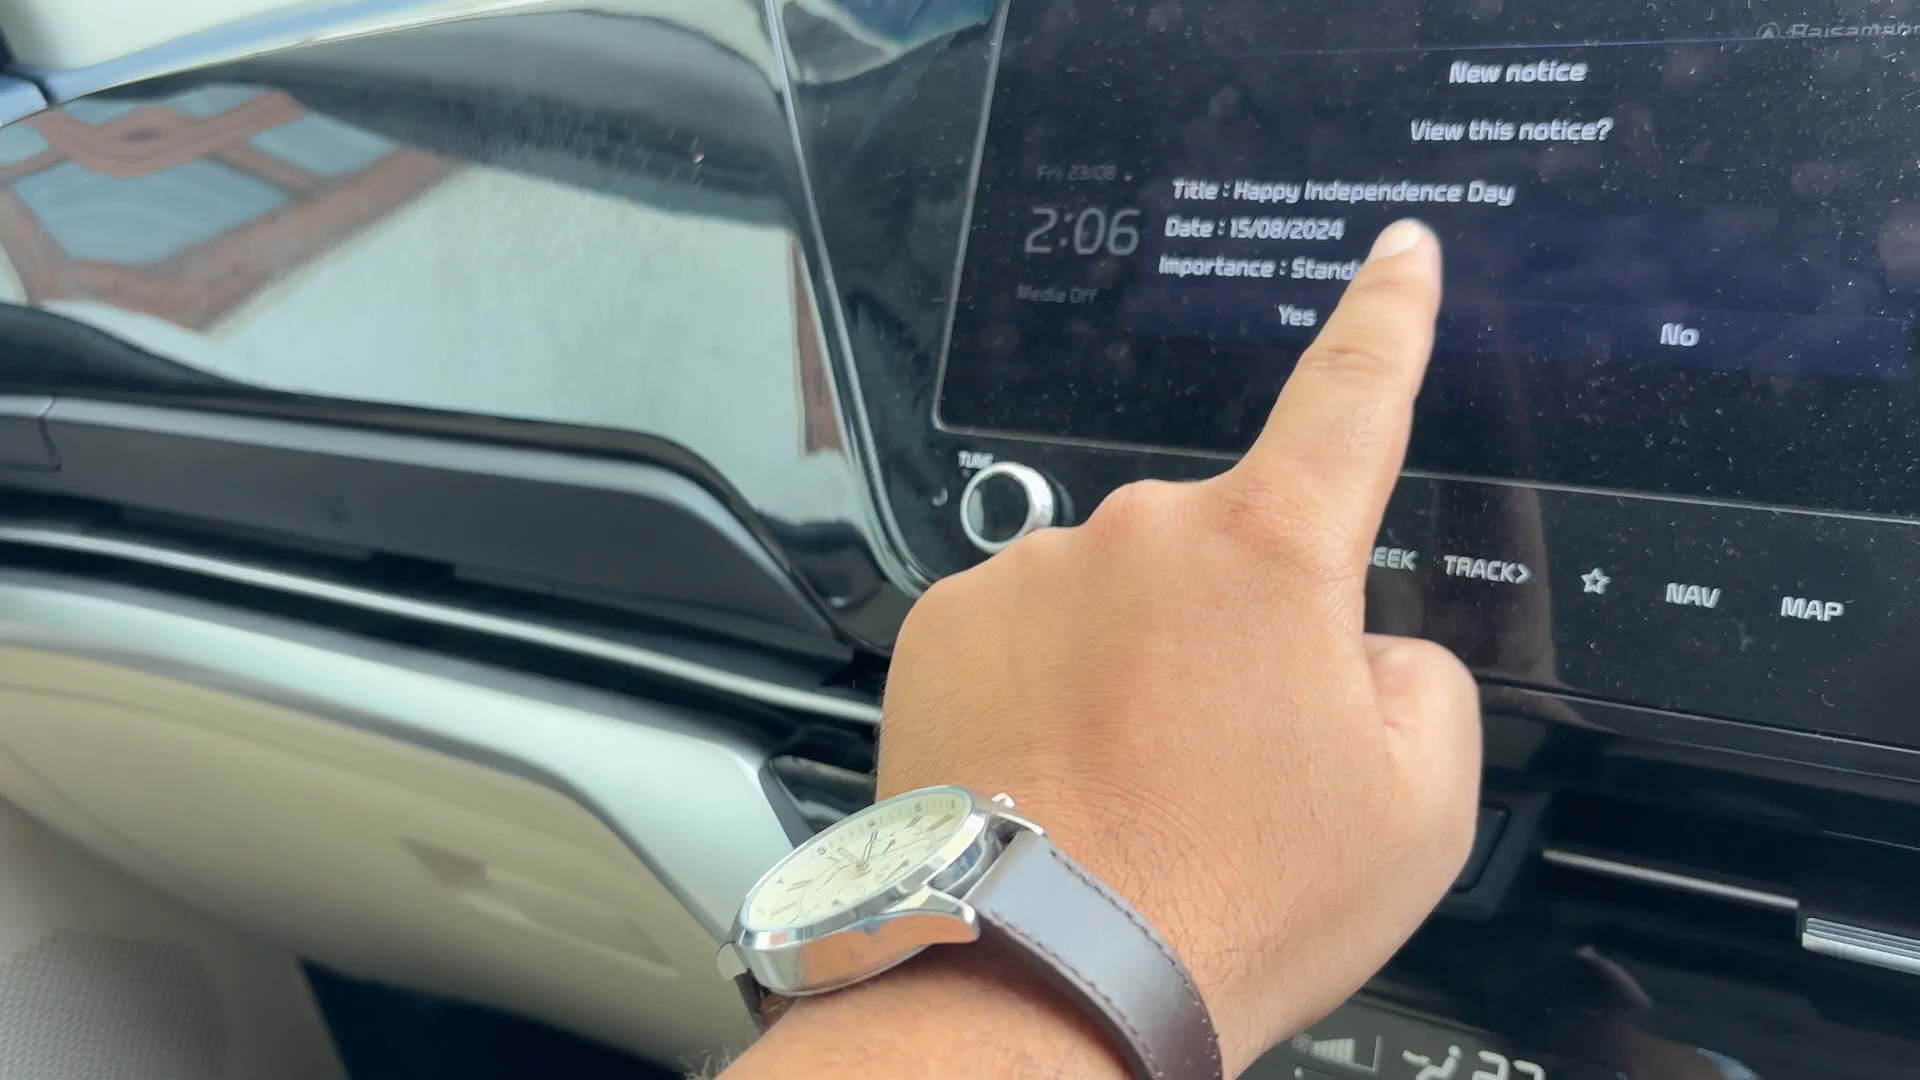 New notice
View this notice?
Fri 23/08
2:06
Media Off
Title : Happy Independence Day
Date : 15/08/2024
Importance :
Yes
No
TUNE
TRACK>
NAV
MAP